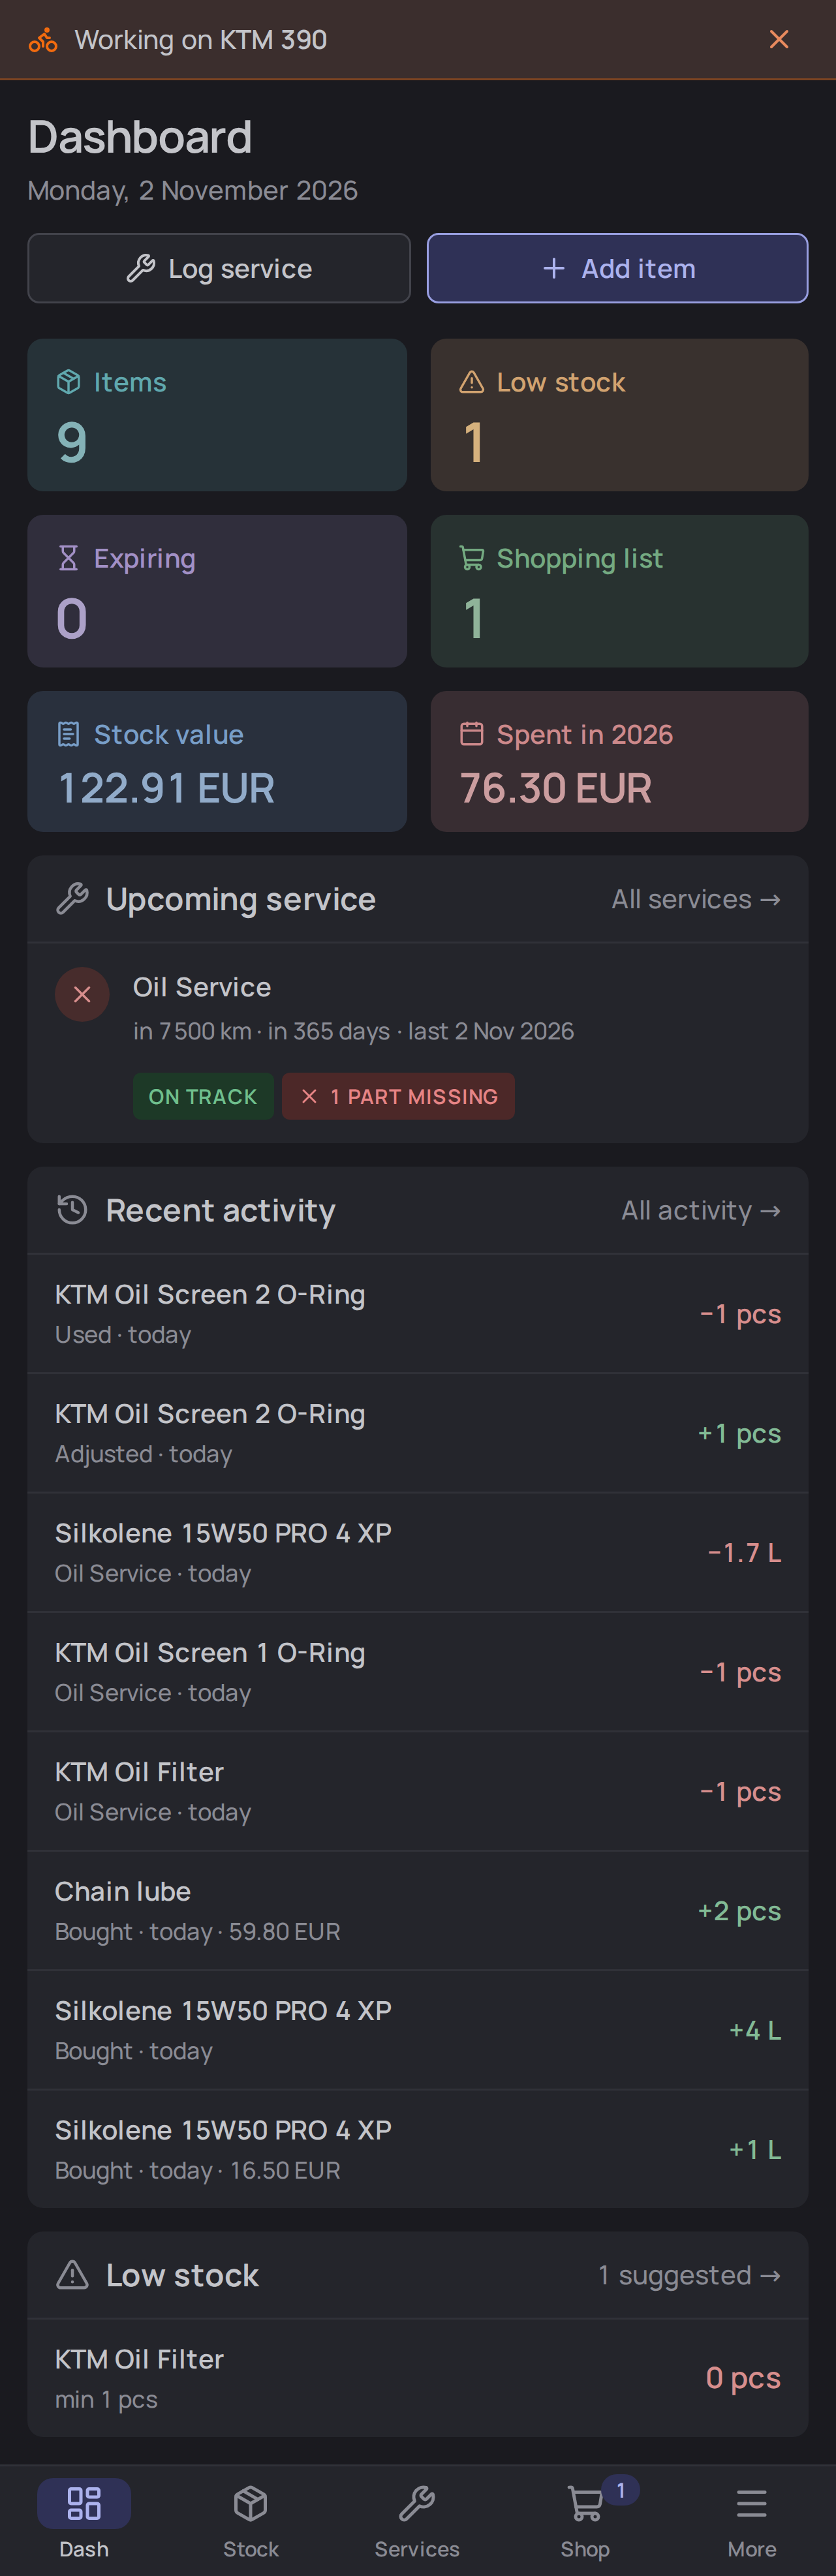 Working on KTM 390
Dashboard
Monday, 2 November 2026
Log service
Add item
Items
9
Low stock
1
Expiring
0
Shopping list
1
Stock value
122.91 EUR
Spent in 2026
76.30 EUR
Upcoming service
All services →
Oil Service
in 7 500 km · in 365 days · last 2 Nov 2026
ON TRACK
1 PART MISSING
Recent activity
All activity →
KTM Oil Screen 2 O-Ring
Used · today
−1 pcs
KTM Oil Screen 2 O-Ring
Adjusted · today
+1 pcs
Silkolene 15W50 PRO 4 XP
Oil Service · today
−1.7 L
KTM Oil Screen 1 O-Ring
Oil Service · today
−1 pcs
KTM Oil Filter
Oil Service · today
−1 pcs
Chain lube
Bought · today · 59.80 EUR
+2 pcs
Silkolene 15W50 PRO 4 XP
Bought · today
+4 L
Silkolene 15W50 PRO 4 XP
Bought · today · 16.50 EUR
+1 L
Low stock
1 suggested →
KTM Oil Filter
min 1 pcs
0 pcs
1
Dash
Stock
Services
Shop
More